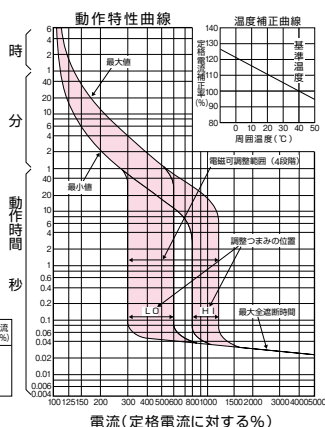 動作特性曲線
温度補正曲線
時
分
動作時間
秒
最大値
最小値
定格電流補正率(%)
140
130
120
110
100
90
80
基準温度
0 10 20 30 40 50
周囲温度(℃)
電磁可調整範囲(4段階)
調整つまみの位置
LO
HI
最大全遮断時間
6
4
2
1
40
20
10
6
4
2
1
40
20
10
6
4
2
1
0.6
0.4
0.2
0.1
0.06
0.04
0.02
0.01
0.006
0.004
100 125 150 200 300 400 500 600 800 1000 1500 2000 3000 4000 5000
電流(定格電流に対する%)
流
%)